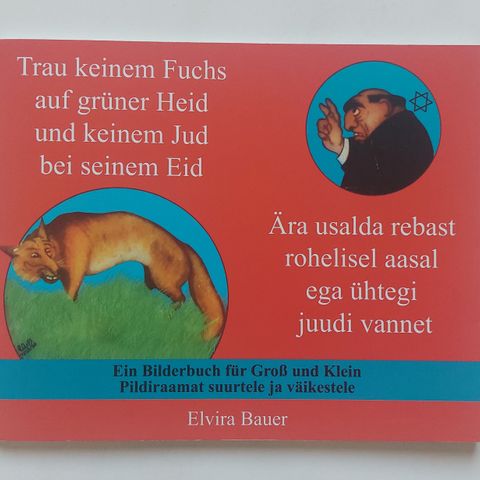 Trau keinem Fuchs
auf grüner Heid
und keinem Jud
bei seinem Eid
Ära usalda rebast
rohelisel aasal
ega ühtegi
juudi vannet
Ein Bilderbuch für Groß und Klein
Pildiraamat suurtele ja väikestele
Elvira Bauer